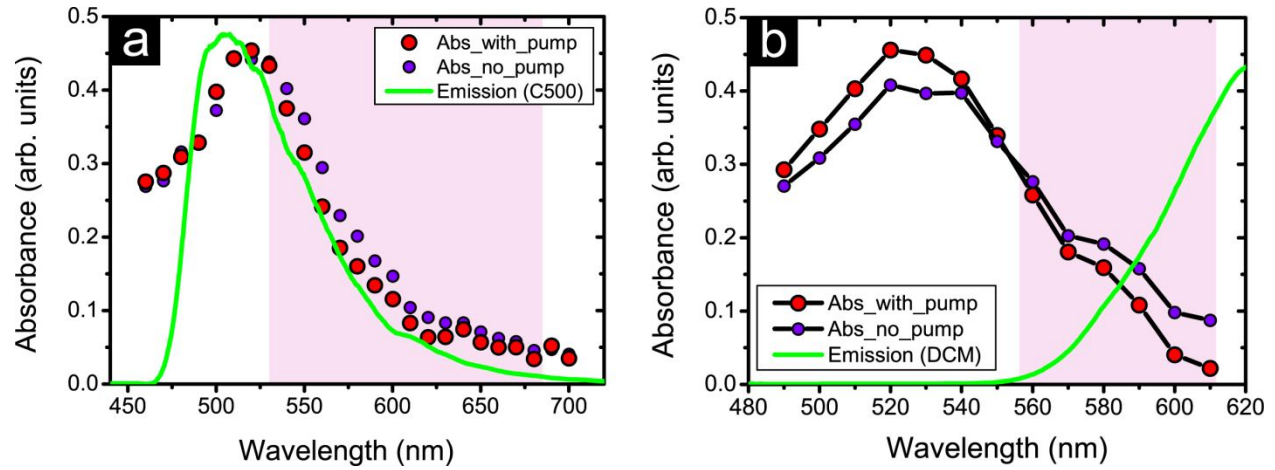 a
Abs_with_pump
Abs_no_pump
Emission (C500)
Absorbance (arb. units)
0.5
0.4
0.3
0.2
0.1
0.0
450 500 550 600 650 700
Wavelength (nm)
b
Abs_with_pump
Abs_no_pump
Emission (DCM)
Absorbance (arb. units)
0.5
0.4
0.3
0.2
0.1
0.0
480 500 520 540 560 580 600 620
Wavelength (nm)